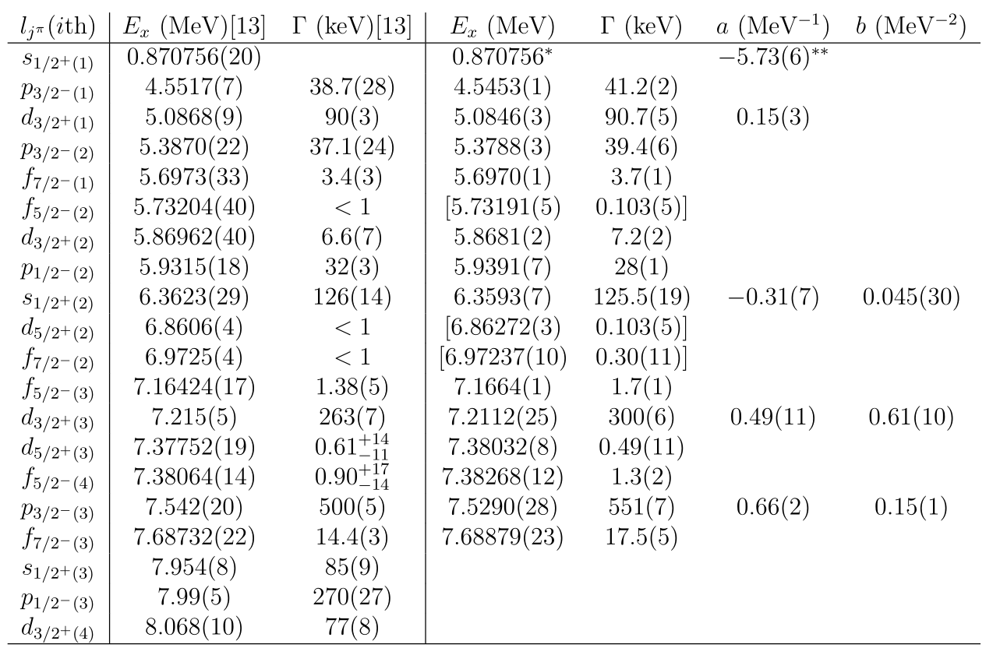 l_{j^π}(ith) E_x (MeV)[13] Γ (keV)[13] E_x (MeV) Γ (keV) a (MeV⁻¹) b (MeV⁻²)
s_{1/2⁺(1)} 0.870756(20) 0.870756* −5.73(6)**
p_{3/2⁻(1)} 4.5517(7) 38.7(28) 4.5453(1) 41.2(2)
d_{3/2⁺(1)} 5.0868(9) 90(3) 5.0846(3) 90.7(5) 0.15(3)
p_{3/2⁻(2)} 5.3870(22) 37.1(24) 5.3788(3) 39.4(6)
f_{7/2⁻(1)} 5.6973(33) 3.4(3) 5.6970(1) 3.7(1)
f_{5/2⁻(2)} 5.73204(40) < 1 [5.73191(5) 0.103(5)]
d_{3/2⁺(2)} 5.86962(40) 6.6(7) 5.8681(2) 7.2(2)
p_{1/2⁻(2)} 5.9315(18) 32(3) 5.9391(7) 28(1)
s_{1/2⁺(2)} 6.3623(29) 126(14) 6.3593(7) 125.5(19) −0.31(7) 0.045(30)
d_{5/2⁺(2)} 6.8606(4) < 1 [6.86272(3) 0.103(5)]
f_{7/2⁻(2)} 6.9725(4) < 1 [6.97237(10) 0.30(11)]
f_{5/2⁻(3)} 7.16424(17) 1.38(5) 7.1664(1) 1.7(1)
d_{3/2⁺(3)} 7.215(5) 263(7) 7.2112(25) 300(6) 0.49(11) 0.61(10)
d_{5/2⁺(3)} 7.37752(19) 0.61^{+14}_{−11} 7.38032(8) 0.49(11)
f_{5/2⁻(4)} 7.38064(14) 0.90^{+17}_{−14} 7.38268(12) 1.3(2)
p_{3/2⁻(3)} 7.542(20) 500(5) 7.5290(28) 551(7) 0.66(2) 0.15(1)
f_{7/2⁻(3)} 7.68732(22) 14.4(3) 7.68879(23) 17.5(5)
s_{1/2⁺(3)} 7.954(8) 85(9)
p_{1/2⁻(3)} 7.99(5) 270(27)
d_{3/2⁺(4)} 8.068(10) 77(8)